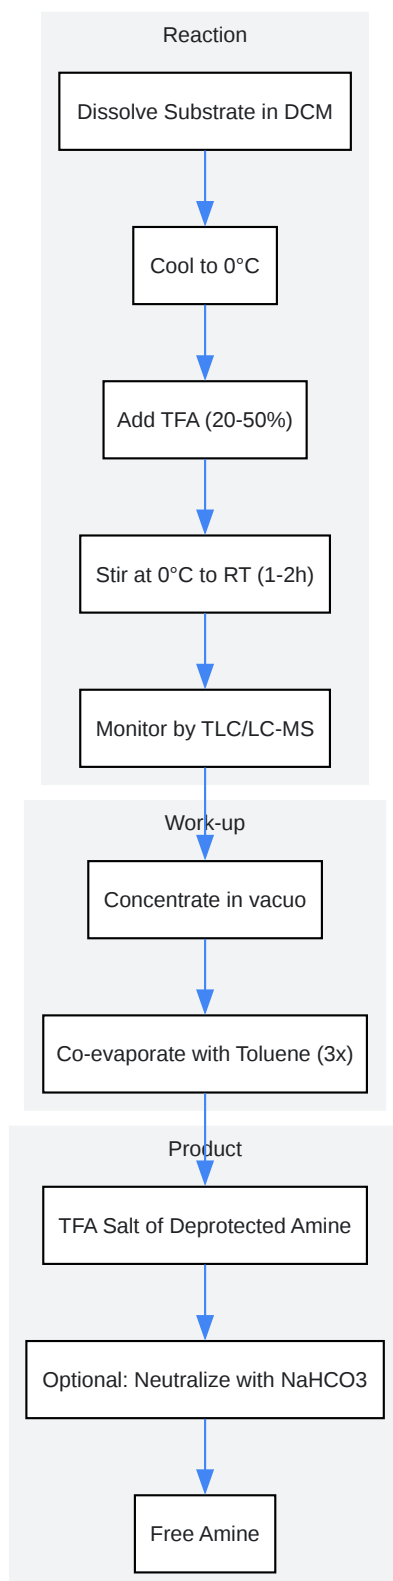 Reaction
Dissolve Substrate in DCM
Cool to 0°C
Add TFA (20-50%)
Stir at 0°C to RT (1-2h)
Monitor by TLC/LC-MS
Work-up
Concentrate in vacuo
Co-evaporate with Toluene (3x)
Product
TFA Salt of Deprotected Amine
Optional: Neutralize with NaHCO3
Free Amine